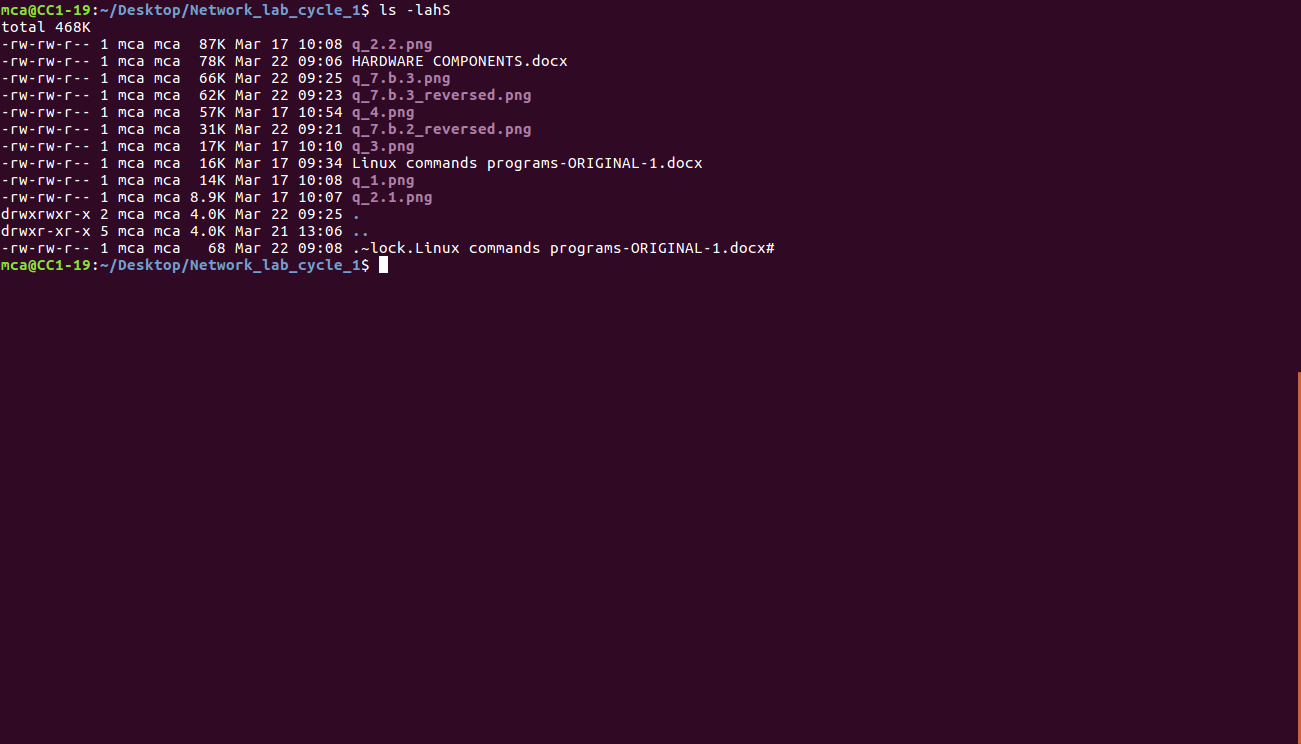 mca@CC1-19:~/Desktop/Network_lab_cycle_1$ ls -lahS
total 468K
-rw-rw-r-- 1 mca mca  87K Mar 17 10:08 q_2.2.png
-rw-rw-r-- 1 mca mca  78K Mar 22 09:06 HARDWARE COMPONENTS.docx
-rw-rw-r-- 1 mca mca  66K Mar 22 09:25 q_7.b.3.png
-rw-rw-r-- 1 mca mca  62K Mar 22 09:23 q_7.b.3_reversed.png
-rw-rw-r-- 1 mca mca  57K Mar 17 10:54 q_4.png
-rw-rw-r-- 1 mca mca  31K Mar 22 09:21 q_7.b.2_reversed.png
-rw-rw-r-- 1 mca mca  17K Mar 17 10:10 q_3.png
-rw-rw-r-- 1 mca mca  16K Mar 17 09:34 Linux commands programs-ORIGINAL-1.docx
-rw-rw-r-- 1 mca mca  14K Mar 17 10:08 q_1.png
-rw-rw-r-- 1 mca mca 8.9K Mar 17 10:07 q_2.1.png
drwxrwxr-x 2 mca mca 4.0K Mar 22 09:25 .
drwxr-xr-x 5 mca mca 4.0K Mar 21 13:06 ..
-rw-rw-r-- 1 mca mca   68 Mar 22 09:08 .~lock.Linux commands programs-ORIGINAL-1.docx#
mca@CC1-19:~/Desktop/Network_lab_cycle_1$